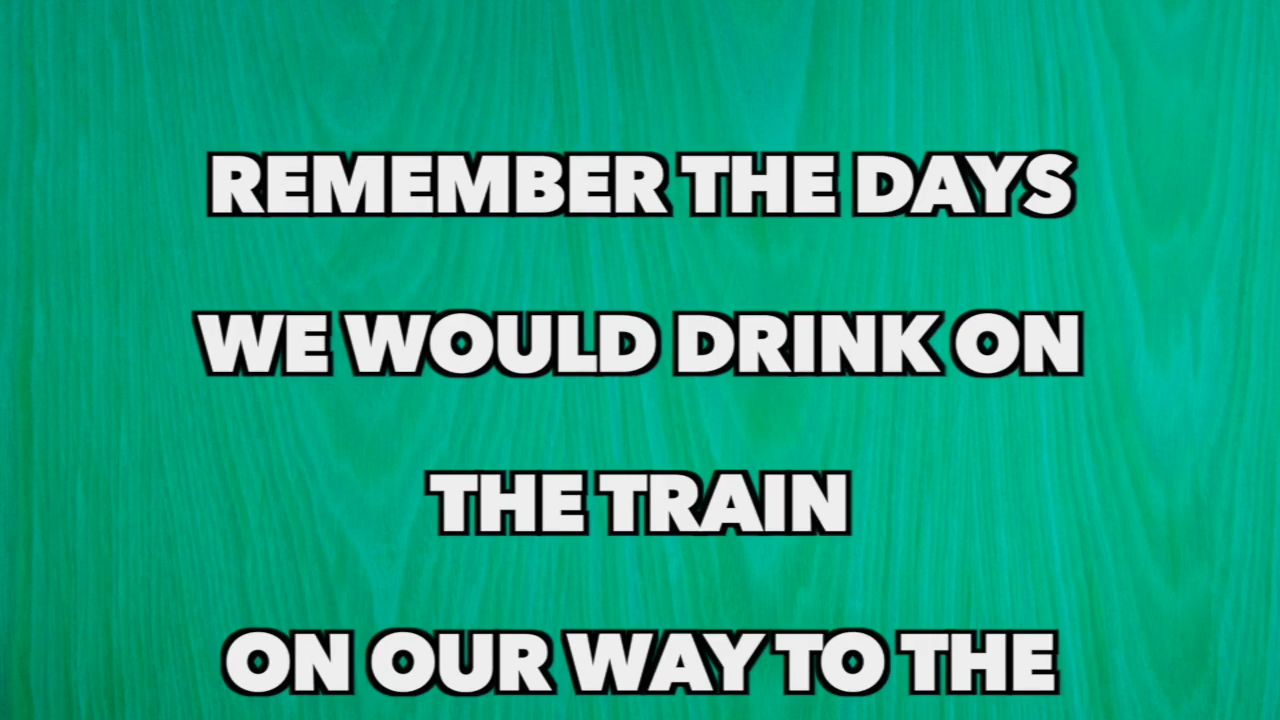 REMEMBER THE DAYS
WE WOULD DRINK ON
THE TRAIN
ON OUR WAY TO THE